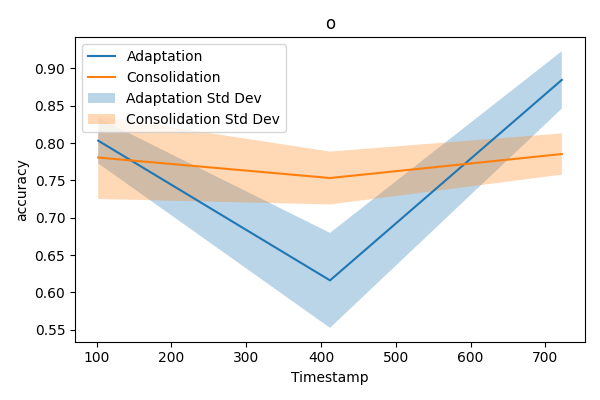 o
Adaptation
Consolidation
Adaptation Std Dev
Consolidation Std Dev
accuracy
0.90
0.85
0.80
0.75
0.70
0.65
0.60
0.55
100 200 300 400 500 600 700
Timestamp